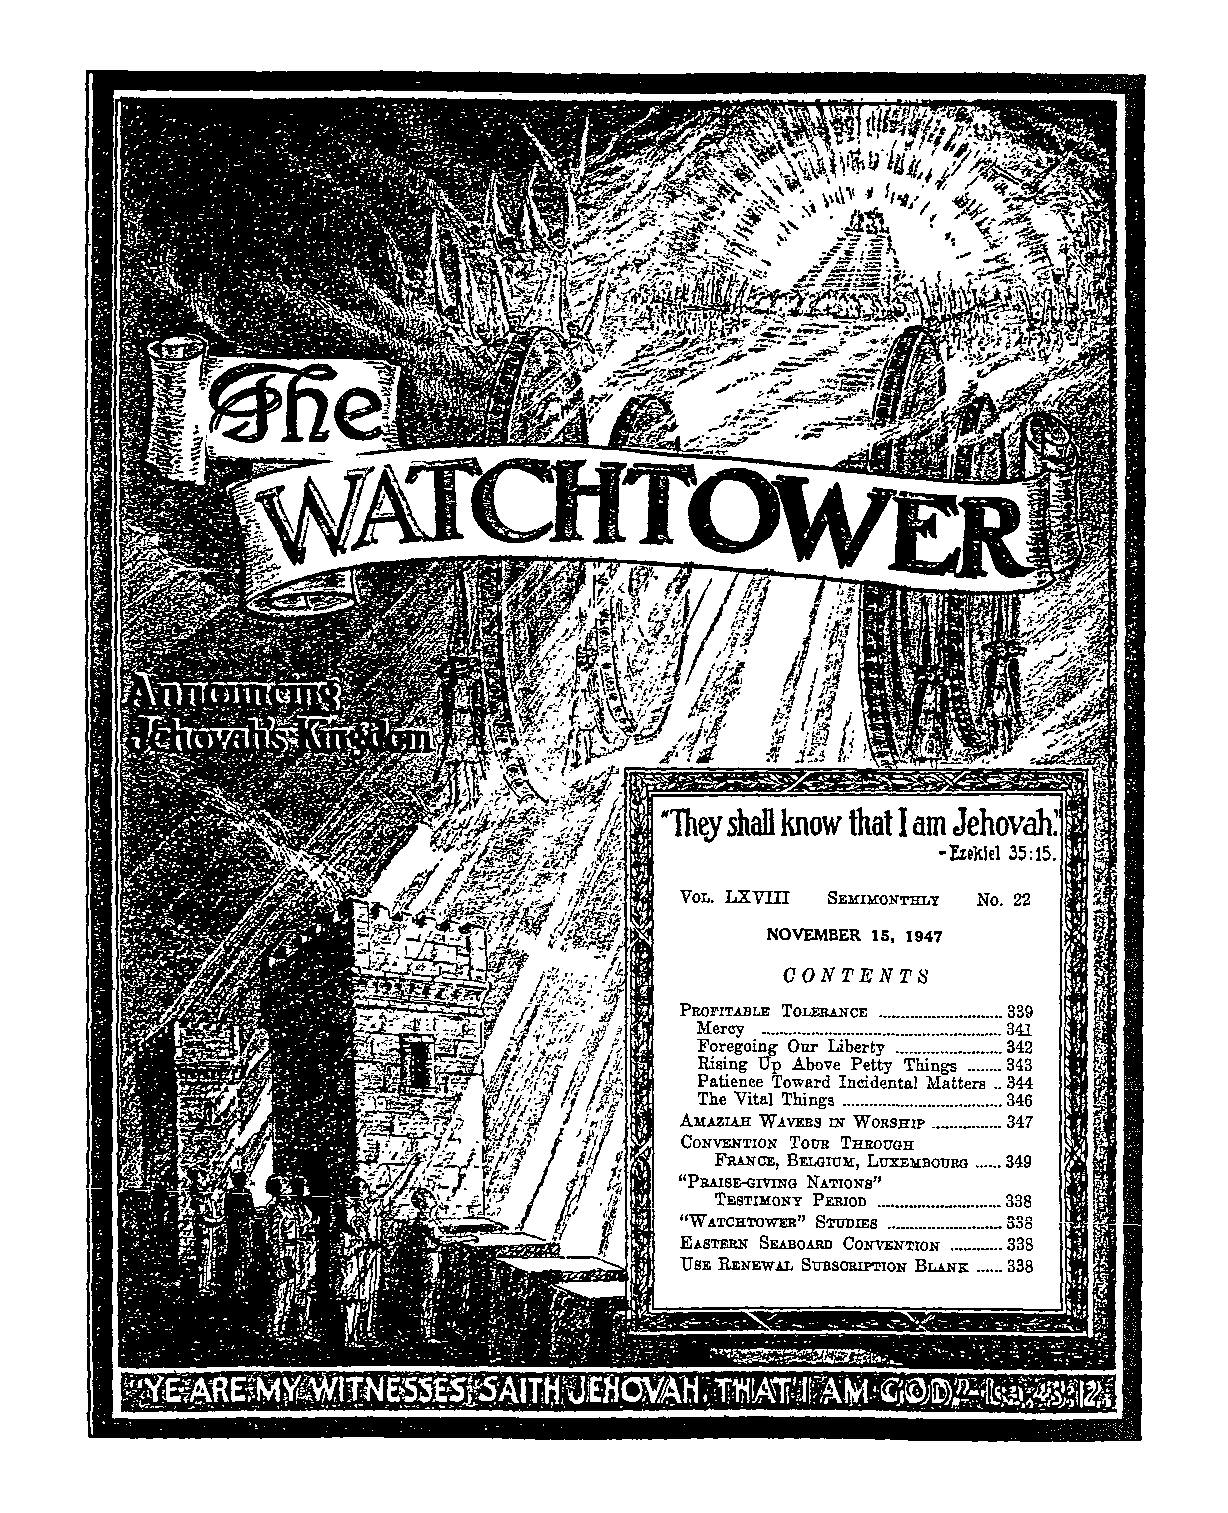 The
WATCHTOWER
Announcing
Jehovah's Kingdom
"They shall know that I am Jehovah."
-Ezekiel 35:15.
VOL. LXVIII SEMIMONTHLY No. 22
NOVEMBER 15, 1947
CONTENTS
PROFITABLE TOLERANCE ........................... 339
Mercy .................................................... 341
Foregoing Our Liberty ....................... 342
Rising Up Above Petty Things ........ 343
Patience Toward Incidental Matters .. 344
The Vital Things .................................. 346
AMAZIAH WAVERS IN WORSHIP ............... 347
CONVENTION TOUR THROUGH
FRANCE, BELGIUM, LUXEMBOURG ..... 349
"PRAISE-GIVING NATIONS"
TESTIMONY PERIOD ........................... 338
"WATCHTOWER" STUDIES ......................... 338
EASTERN SEABOARD CONVENTION ............ 338
USE RENEWAL SUBSCRIPTION BLANK ...... 338
"YE ARE MY WITNESSES, SAITH JEHOVAH, THAT I AM GOD."-Isa. 43:12.